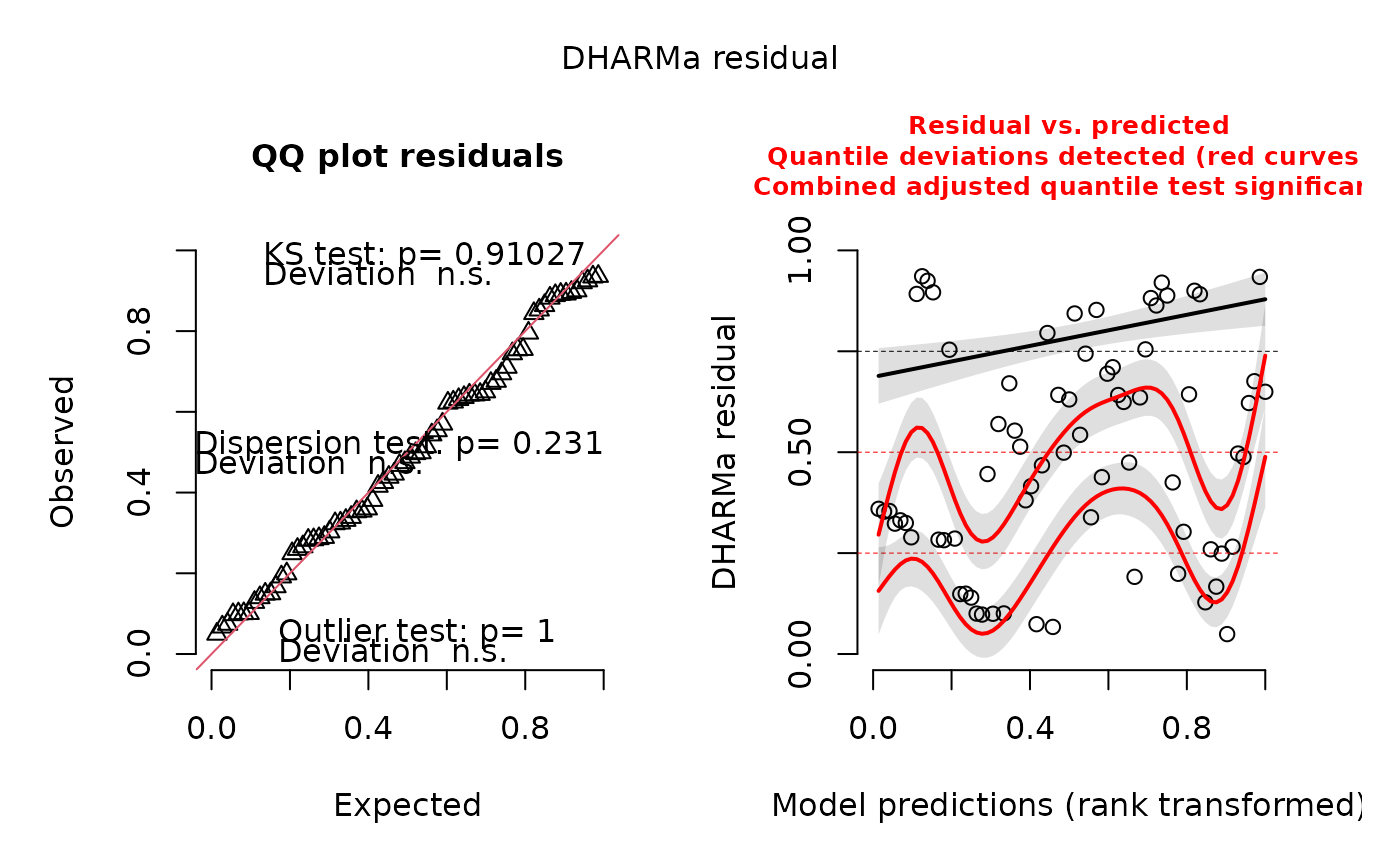 DHARMa residual
QQ plot residuals
KS test: p= 0.91027
Deviation n.s.
Dispersion test: p= 0.231
Deviation n.s.
Outlier test: p= 1
Deviation n.s.
Observed
0.0
0.4
0.8
0.0
0.4
0.8
Expected
Residual vs. predicted
Quantile deviations detected (red curves
Combined adjusted quantile test significan
DHARMa residual
0.00
0.50
1.00
0.0
0.4
0.8
Model predictions (rank transformed)